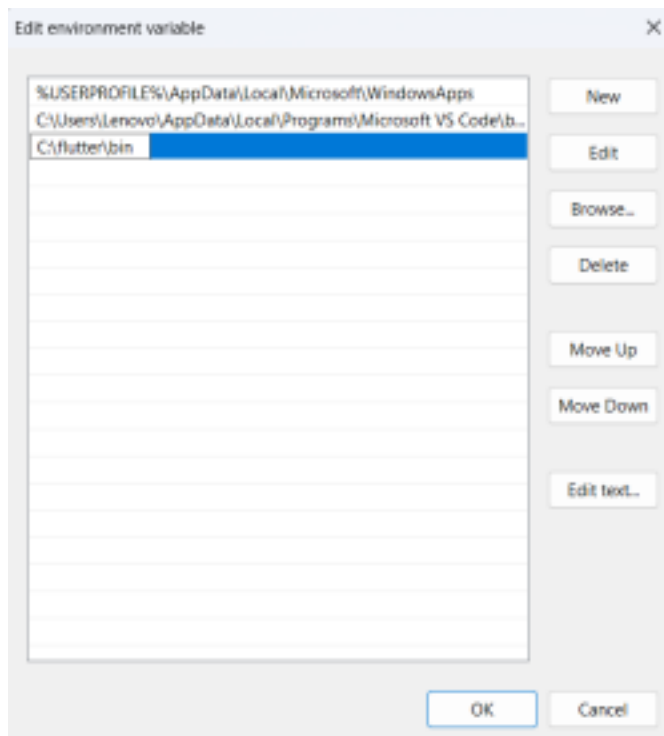 Edit environment variable
%USERPROFILE%\AppData\Local\Microsoft\WindowsApps
C:\Users\Lenovo\AppData\Local\Programs\Microsoft VS Code\b...
C:\flutter\bin
New
Edit
Browse...
Delete
Move Up
Move Down
Edit text...
OK
Cancel